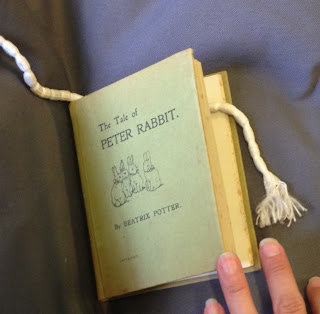 The Tale of
PETER RABBIT.
By BEATRIX POTTER.